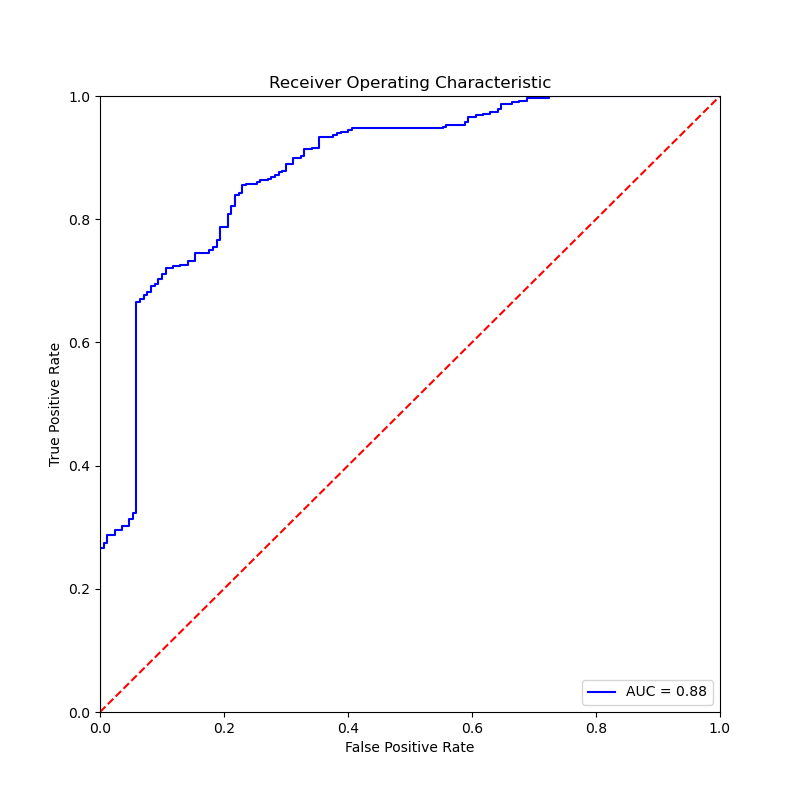 Receiver Operating Characteristic
1.0
0.8
0.6
0.4
0.2
0.0
True Positive Rate
AUC = 0.88
0.0 0.2 0.4 0.6 0.8 1.0
False Positive Rate